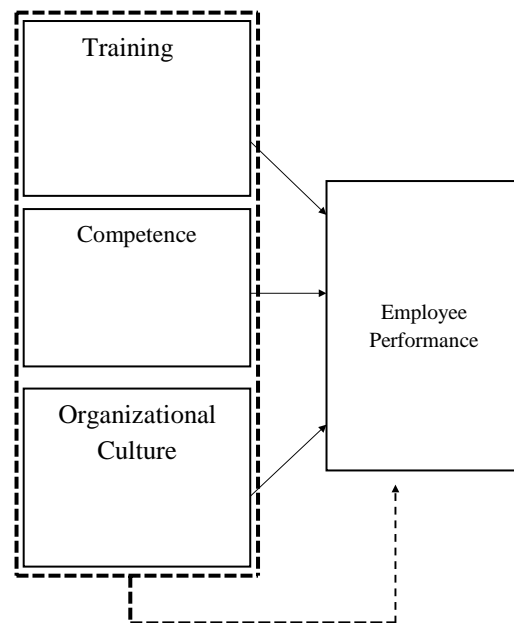 Training
Competence
Organizational
Culture
Employee
Performance